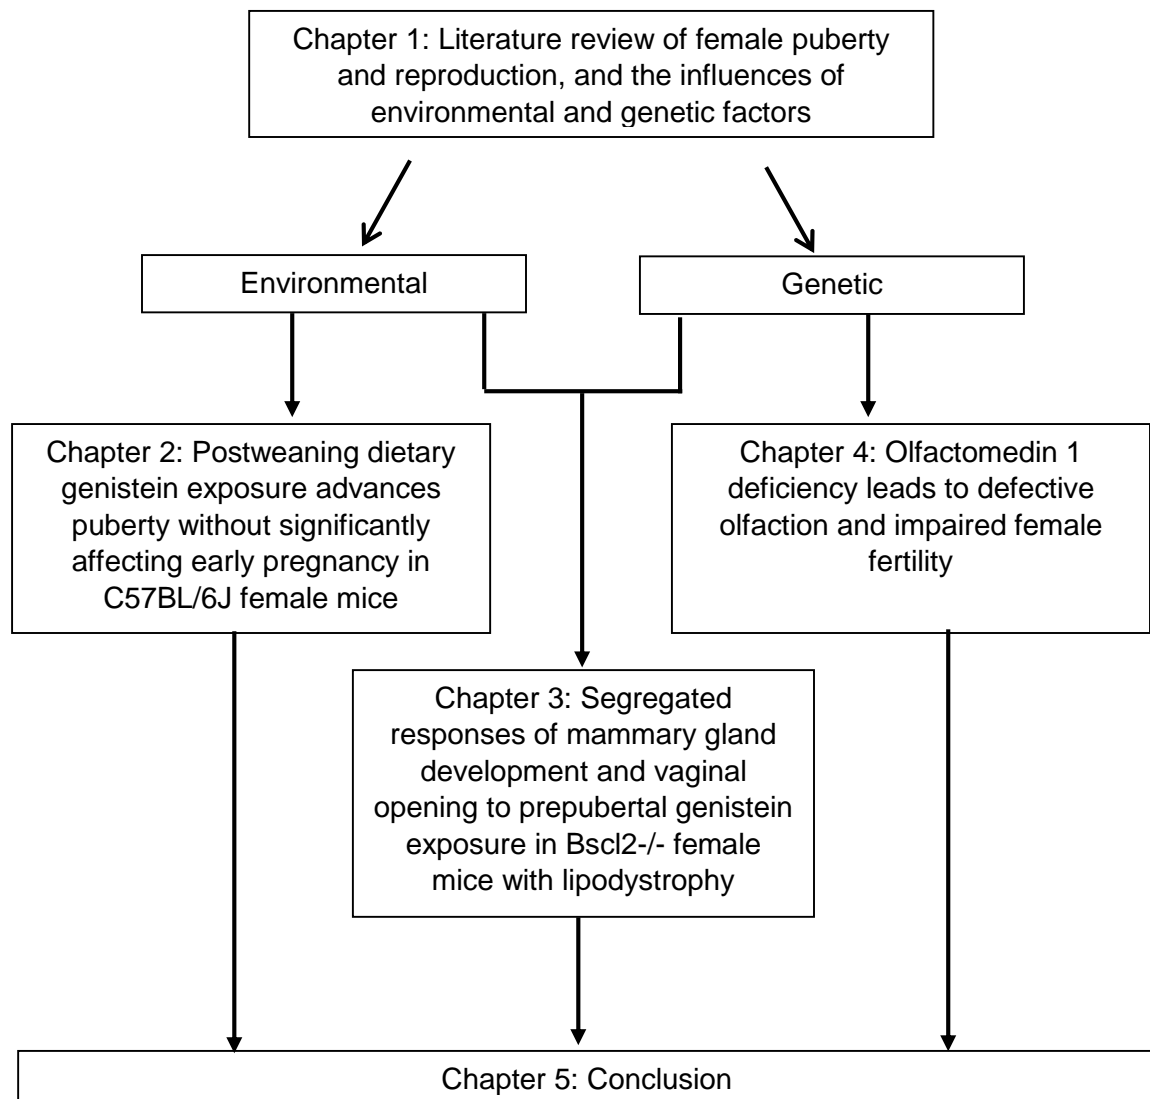 Chapter 1: Literature review of female puberty
and reproduction, and the influences of
environmental and genetic factors
Environmental
Genetic
Chapter 2: Postweaning dietary
genistein exposure advances
puberty without significantly
affecting early pregnancy in
C57BL/6J female mice
Chapter 4: Olfactomedin 1
deficiency leads to defective
olfaction and impaired female
fertility
Chapter 3: Segregated
responses of mammary gland
development and vaginal
opening to prepubertal genistein
exposure in Bscl2-/- female
mice with lipodystrophy
Chapter 5: Conclusion